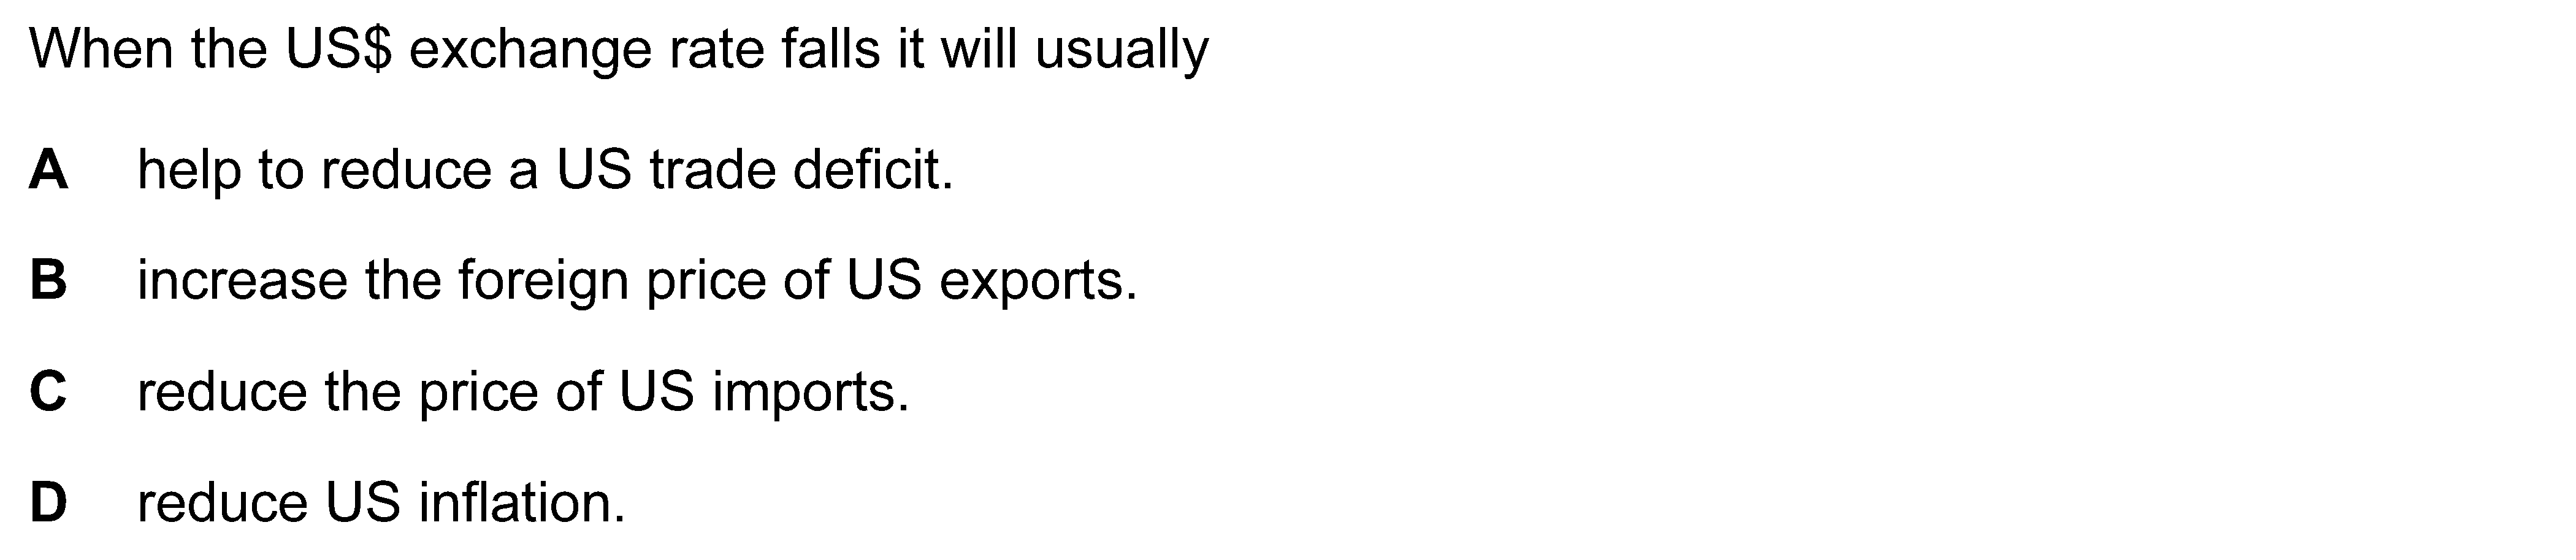 When the US$ exchange rate falls it will usually
A help to reduce a US trade deficit.
B increase the foreign price of US exports.
C reduce the price of US imports.
D reduce US inflation.